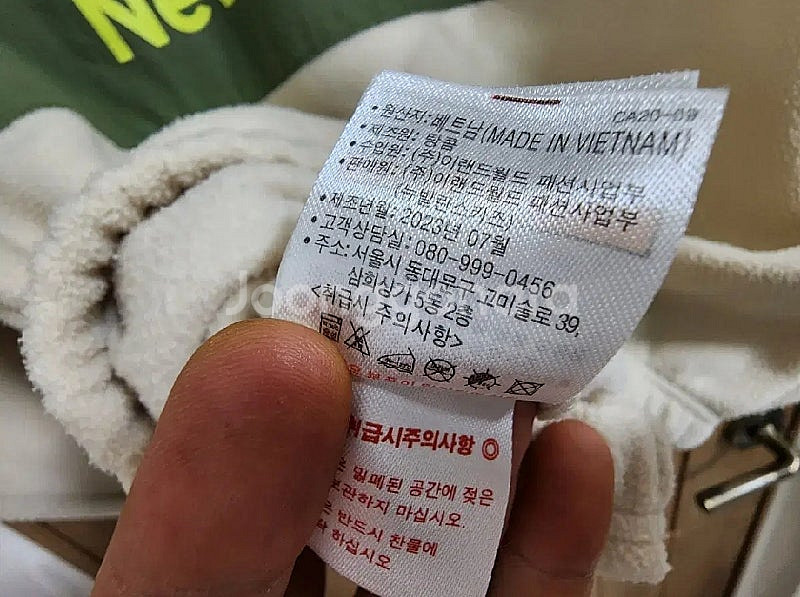 Ne
CA20-09
• 원산지: 베트남(MADE IN VIETNAM)
• 제조원: 한콤
• 수입원: (주)이랜드월드 패션사업부
• 판매원: (주)이랜드월드 패션사업부
(뉴발란스키즈)
• 제조년월: 2023년 07월
• 고객상담실: 080-999-0456
• 주소: 서울시 동대문구 고미술로 39,
삼희상가 5동 2층
<취급시 주의사항>
취급시주의사항 ◎
밀폐된 공간에 젖은
보관하지 마십시오.
반드시 찬물에
하십시오